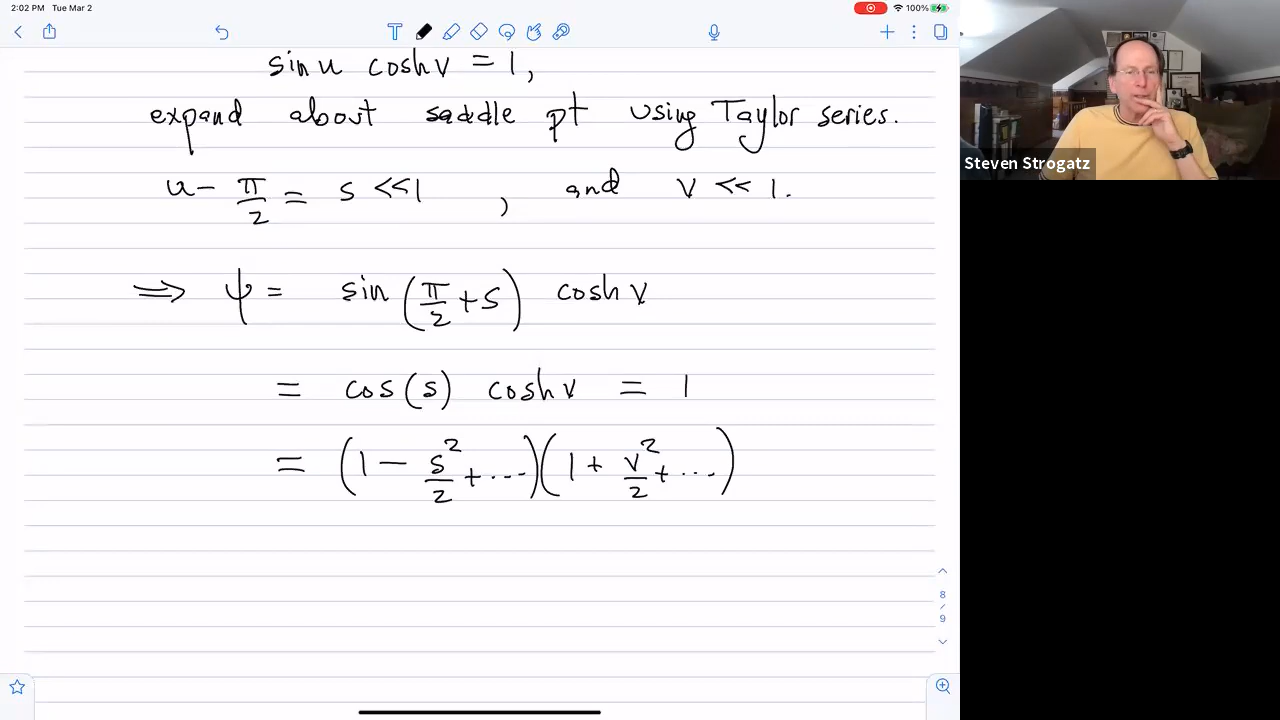 2:02 PM Tue Mar 2
100%
sin u cosh v = 1,
expand about saddle pt using Taylor series.
u - π/2 = s << 1 , and v << 1.
⟹ ψ = sin (π/2 + s) cosh v
= cos(s) cosh v = 1
= (1 - s²/2 + ...)(1 + v²/2 + ...)
Steven Strogatz
8
/
9